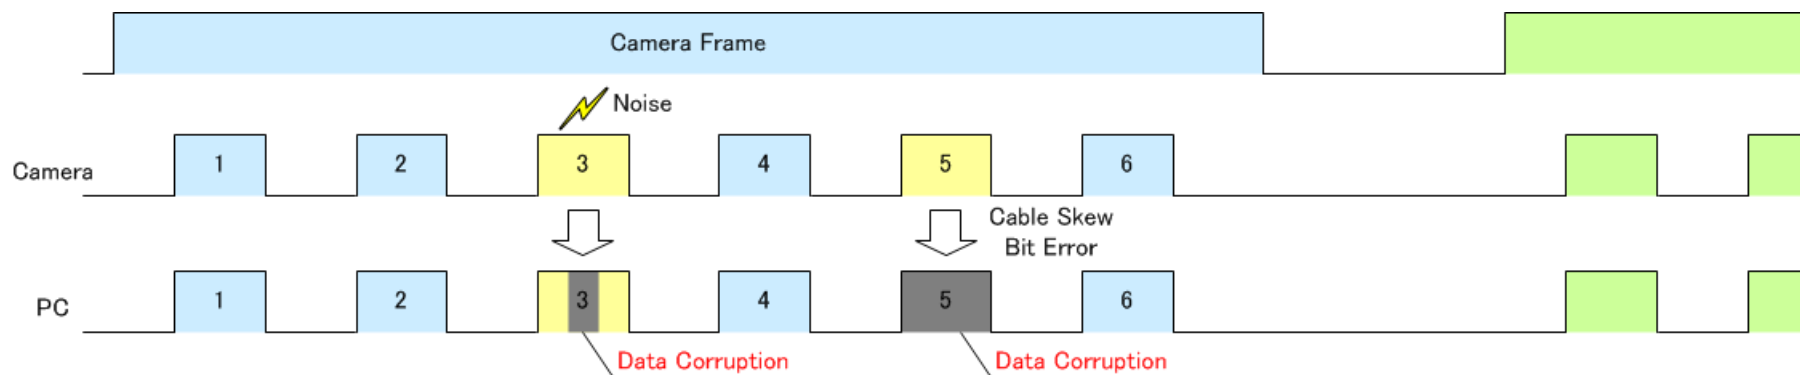 Camera Frame
Noise
Camera 1 2 3 4 5 6
Cable Skew
Bit Error
PC 1 2 3 4 5 6
Data Corruption Data Corruption